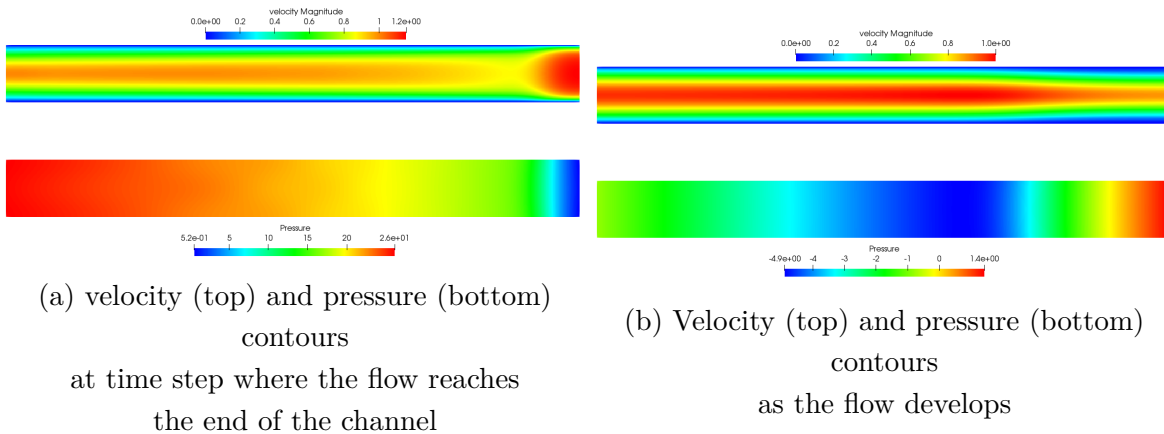 velocity Magnitude
0.0e+00 0.2 0.4 0.6 0.8 1 1.2e+00
Pressure
5.2e-01 5 10 15 20 2.6e+01
(a) velocity (top) and pressure (bottom)
contours
at time step where the flow reaches
the end of the channel
velocity Magnitude
0.0e+00 0.2 0.4 0.6 0.8 1.0e+00
Pressure
-4.9e+00 -4 -3 -2 -1 0 1.4e+00
(b) Velocity (top) and pressure (bottom)
contours
as the flow develops